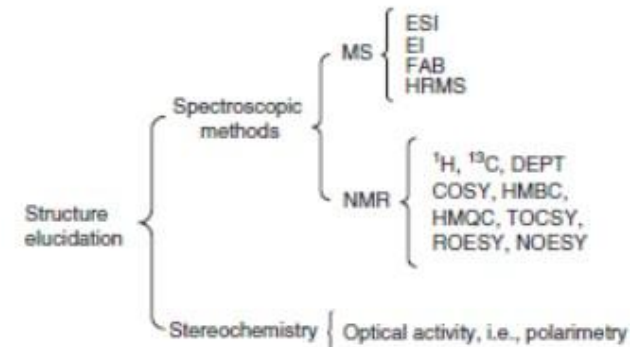 ESI
EI
FAB
HRMS
MS
Spectroscopic
methods
¹H, ¹³C, DEPT
COSY, HMBC,
HMQC, TOCSY,
ROESY, NOESY
NMR
Structure
elucidation
Stereochemistry
Optical activity, i.e., polarimetry